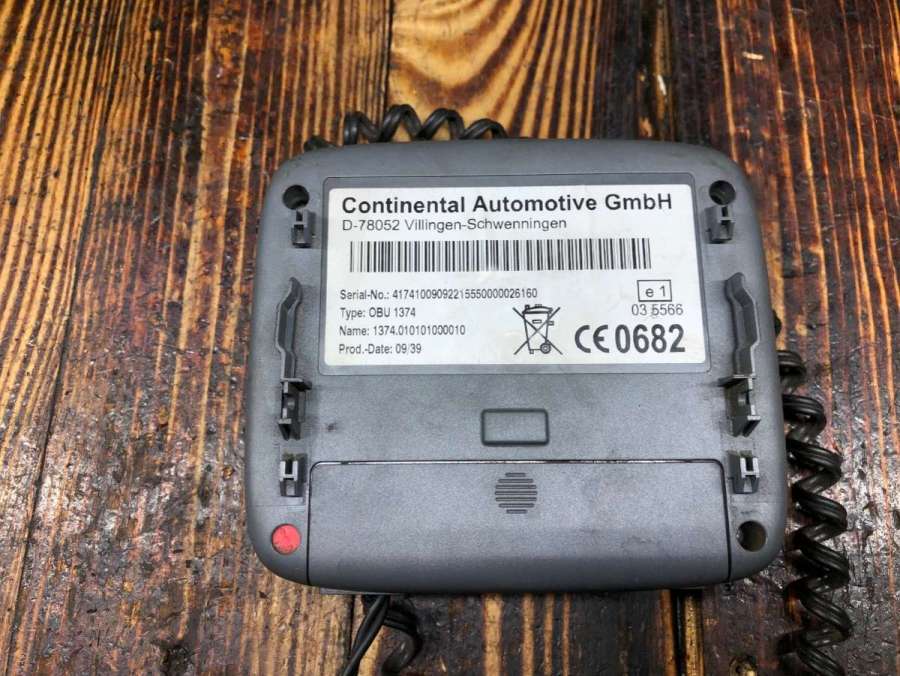 Continental Automotive GmbH
D-78052 Villingen-Schwenningen
Serial-No.: 41741009092215550000026160
Type: OBU 1374
Name: 1374.010101000010
Prod.-Date: 09/39
e 1
03 5566
CE 0682